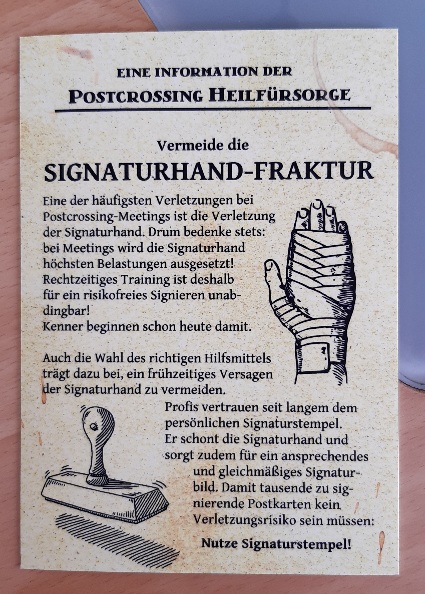 EINE INFORMATION DER
POSTCROSSING HEILFÜRSORGE
Vermeide die
SIGNATURHAND-FRAKTUR
Eine der häufigsten Verletzungen bei
Postcrossing-Meetings ist die Verletzung
der Signaturhand. Drum bedenke stets:
bei Meetings wird die Signaturhand
höchsten Belastungen ausgesetzt!
Rechtzeitiges Training ist deshalb
für ein risikofreies Signieren unab-
dingbar!
Kenner beginnen schon heute damit.
Auch die Wahl des richtigen Hilfsmittels
trägt dazu bei, ein frühzeitiges Versagen
der Signaturhand zu vermeiden.
Profis vertrauen seit langem dem
persönlichen Signaturstempel.
Er schont die Signaturhand und
sorgt zudem für ein ansprechendes
und gleichmäßiges Signatur-
bild. Damit tausende zu sig-
nierende Postkarten kein
Verletzungsrisiko sein müssen:
Nutze Signaturstempel!